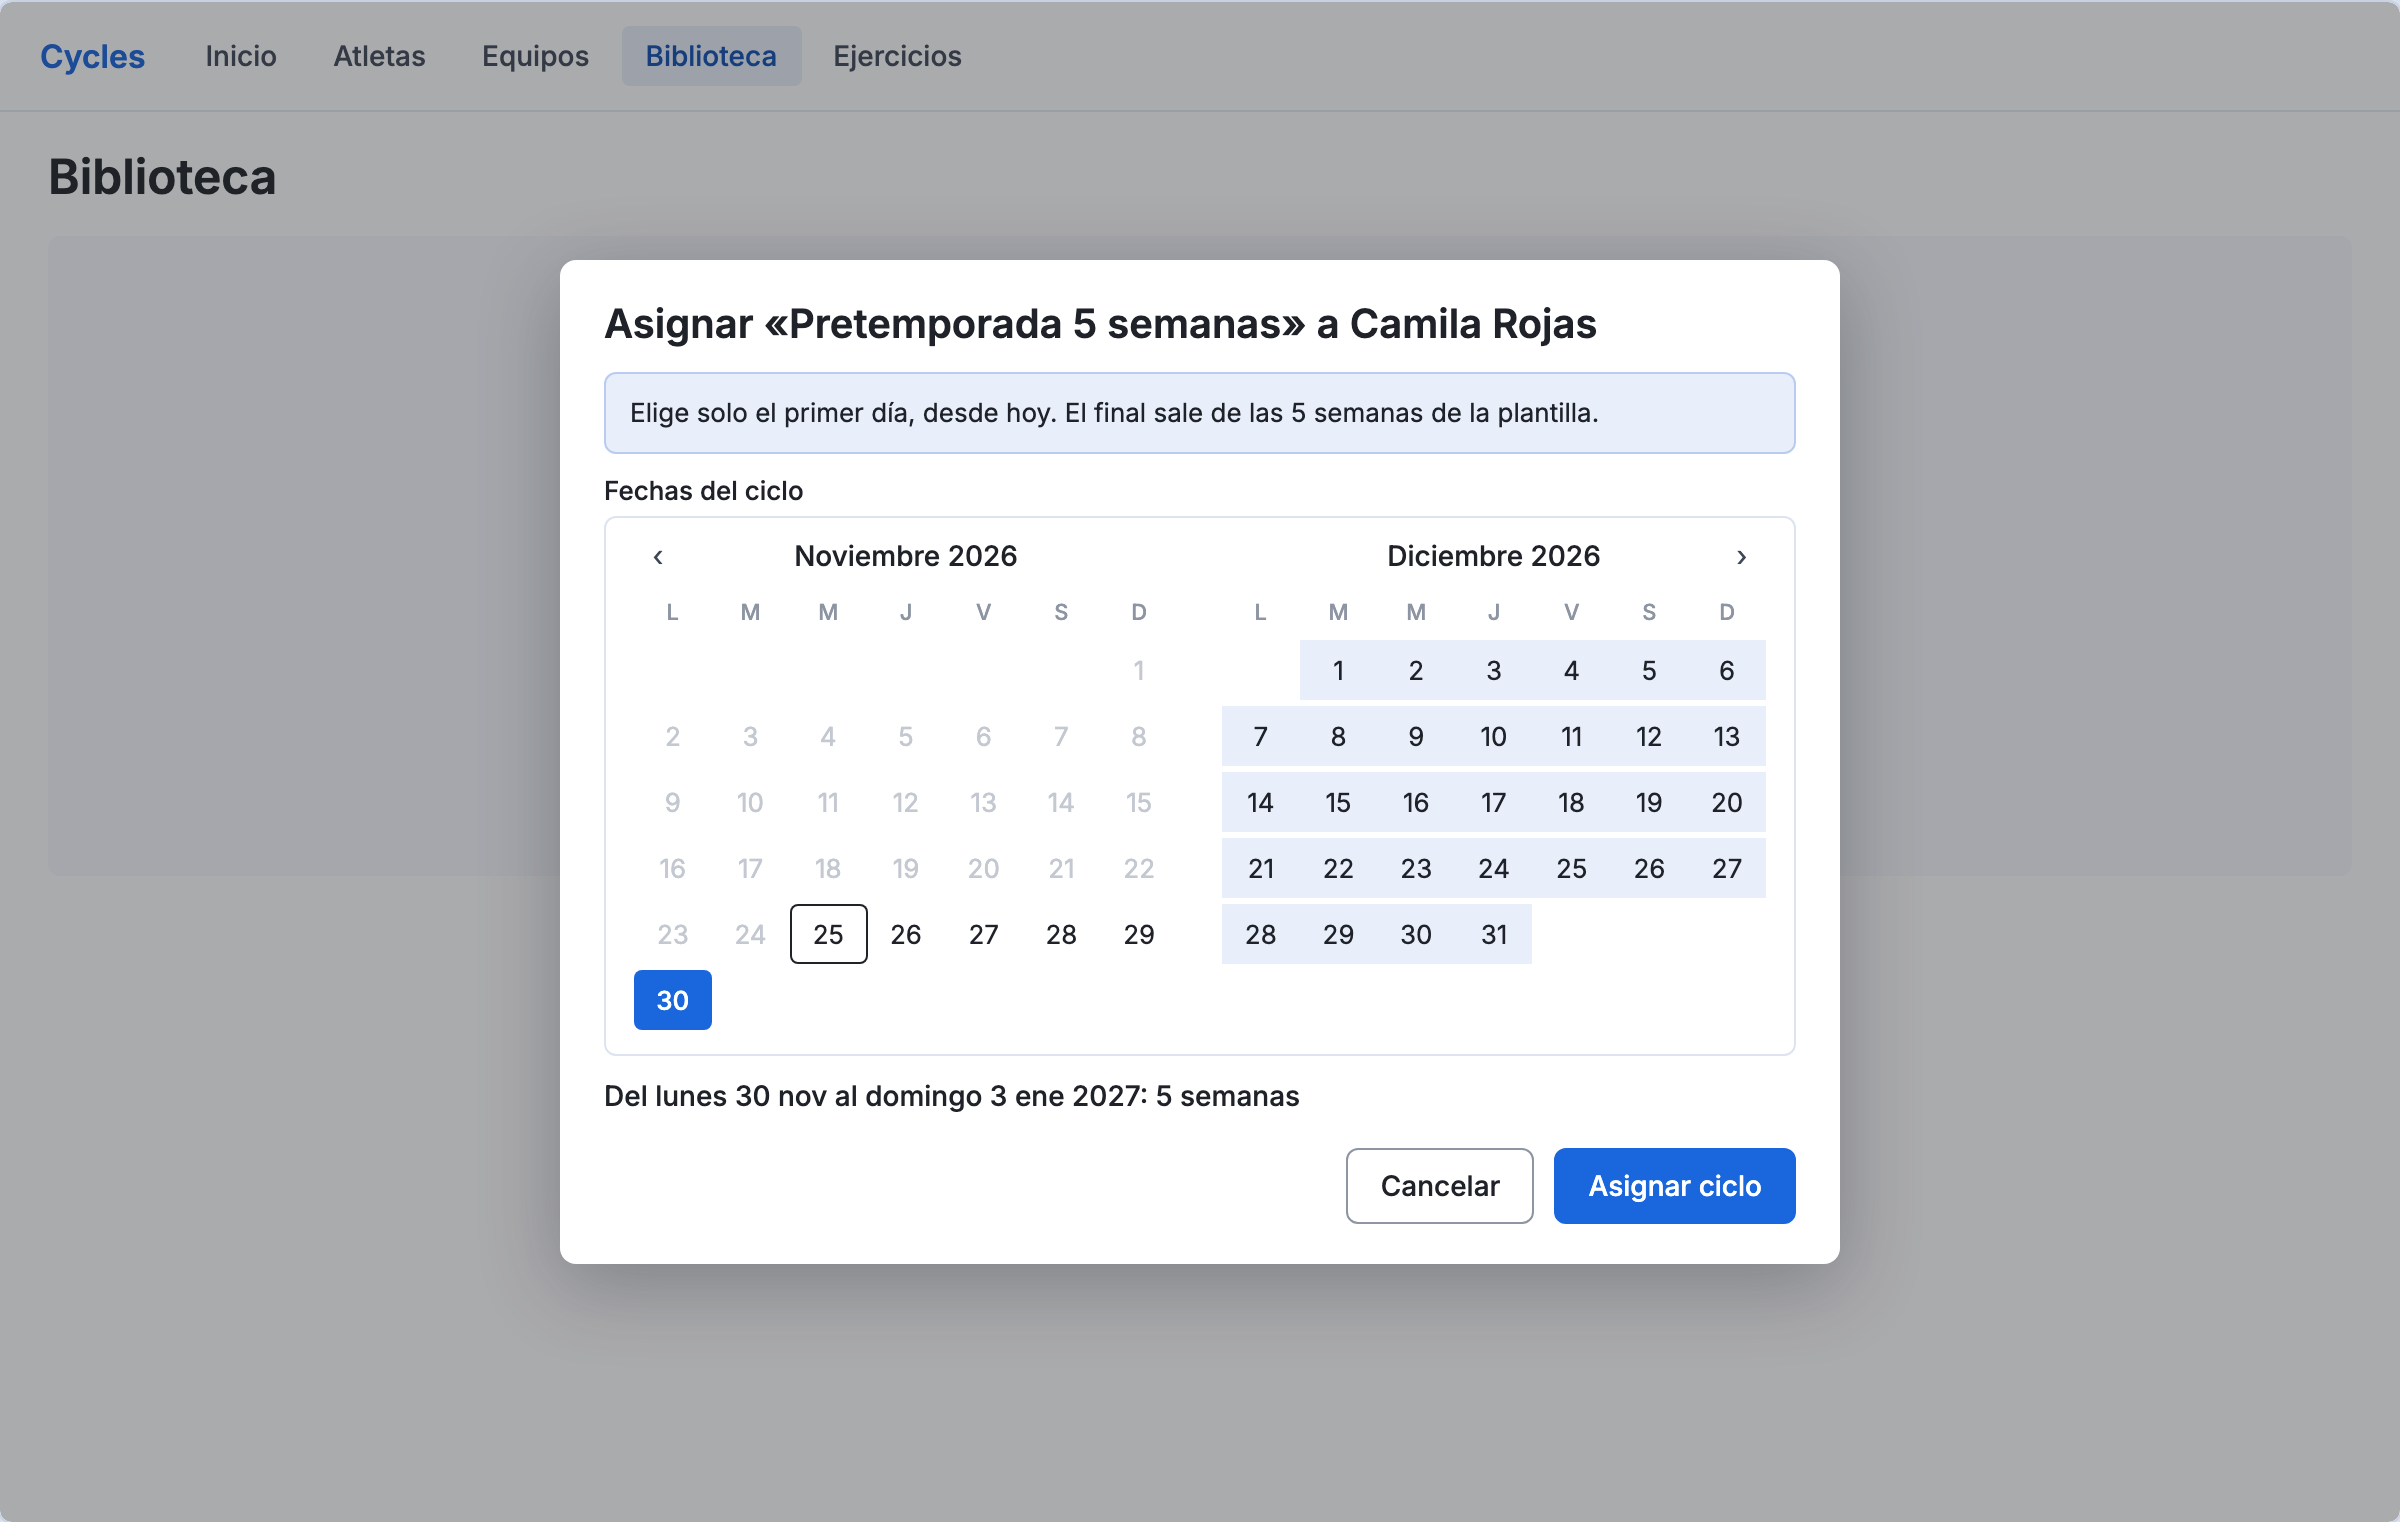 Cycles Inicio Atletas Equipos Biblioteca Ejercicios
Biblioteca
Asignar «Pretemporada 5 semanas» a Camila Rojas
Elige solo el primer día, desde hoy. El final sale de las 5 semanas de la plantilla.
Fechas del ciclo
‹ Noviembre 2026
L M M J V S D
1
2 3 4 5 6 7 8
9 10 11 12 13 14 15
16 17 18 19 20 21 22
23 24 25 26 27 28 29
30
Diciembre 2026 ›
L M M J V S D
1 2 3 4 5 6
7 8 9 10 11 12 13
14 15 16 17 18 19 20
21 22 23 24 25 26 27
28 29 30 31
Del lunes 30 nov al domingo 3 ene 2027: 5 semanas
Cancelar Asignar ciclo